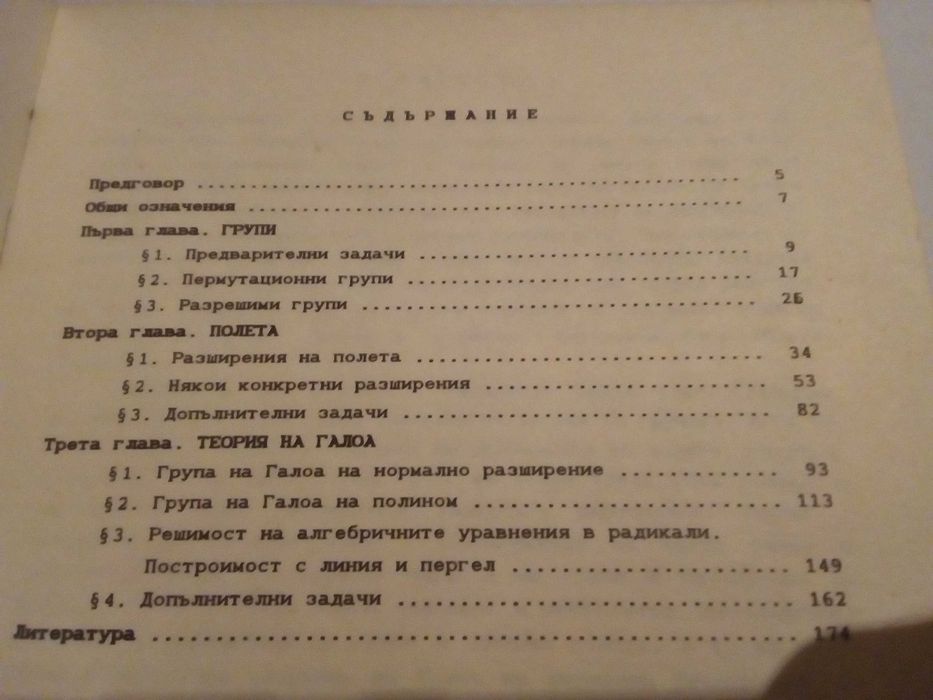 СЪДЪРЖАНИЕ
Предговор ........ 5
Общи означения ........ 7
Първа глава. ГРУПИ
§1. Предварителни задачи ........ 9
§2. Пермутационни групи ........ 17
§3. Разрешими групи ........ 26
Втора глава. ПОЛЕТА
§1. Разширения на полета ........ 34
§2. Някои конкретни разширения ........ 53
§3. Допълнителни задачи ........ 82
Трета глава. ТЕОРИЯ НА ГАЛОА
§1. Група на Галоа на нормално разширение ........ 93
§2. Група на Галоа на полином ........ 113
§3. Решимост на алгебричните уравнения в радикали.
Построимост с линия и пергел ........ 149
§4. Допълнителни задачи ........ 162
Литература ........ 174